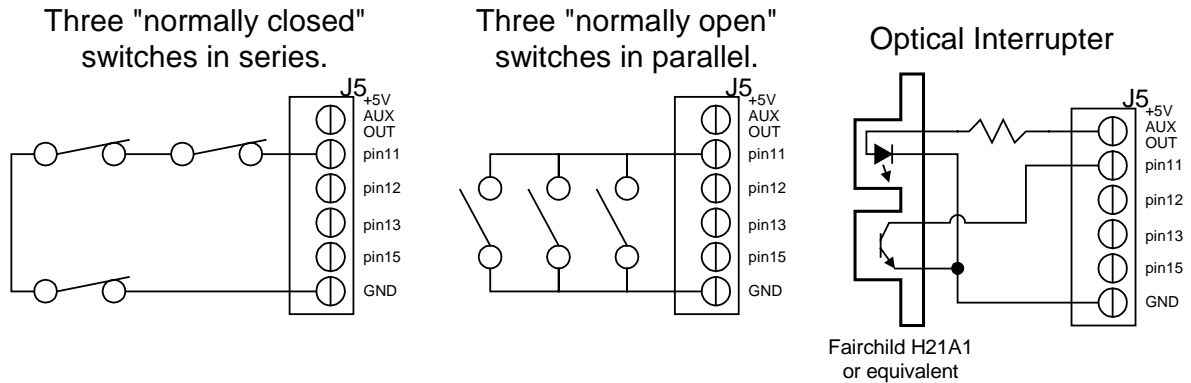 Three "normally closed"
switches in series.
J5
+5V
AUX
OUT
pin11
pin12
pin13
pin15
GND
Three "normally open"
switches in parallel.
J5
+5V
AUX
OUT
pin11
pin12
pin13
pin15
GND
Optical Interrupter
J5
+5V
AUX
OUT
pin11
pin12
pin13
pin15
GND
Fairchild H21A1
or equivalent